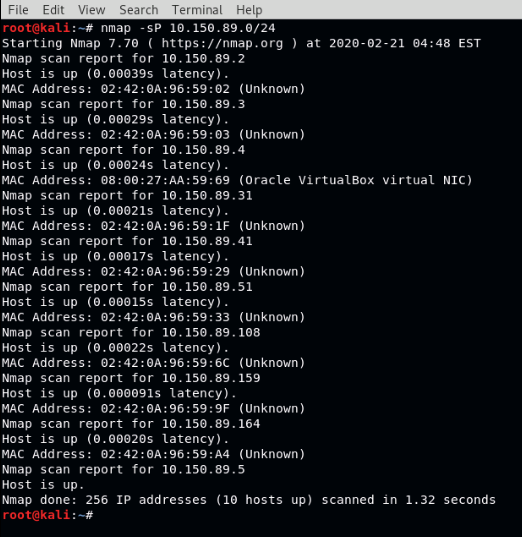 File Edit View Search Terminal Help
root@kali:~# nmap -sP 10.150.89.0/24
Starting Nmap 7.70 ( https://nmap.org ) at 2020-02-21 04:48 EST
Nmap scan report for 10.150.89.2
Host is up (0.00039s latency).
MAC Address: 02:42:0A:96:59:02 (Unknown)
Nmap scan report for 10.150.89.3
Host is up (0.00029s latency).
MAC Address: 02:42:0A:96:59:03 (Unknown)
Nmap scan report for 10.150.89.4
Host is up (0.00024s latency).
MAC Address: 08:00:27:AA:59:69 (Oracle VirtualBox virtual NIC)
Nmap scan report for 10.150.89.31
Host is up (0.00021s latency).
MAC Address: 02:42:0A:96:59:1F (Unknown)
Nmap scan report for 10.150.89.41
Host is up (0.00017s latency).
MAC Address: 02:42:0A:96:59:29 (Unknown)
Nmap scan report for 10.150.89.51
Host is up (0.00015s latency).
MAC Address: 02:42:0A:96:59:33 (Unknown)
Nmap scan report for 10.150.89.108
Host is up (0.00022s latency).
MAC Address: 02:42:0A:96:59:6C (Unknown)
Nmap scan report for 10.150.89.159
Host is up (0.000091s latency).
MAC Address: 02:42:0A:96:59:9F (Unknown)
Nmap scan report for 10.150.89.164
Host is up (0.00020s latency).
MAC Address: 02:42:0A:96:59:A4 (Unknown)
Nmap scan report for 10.150.89.5
Host is up.
Nmap done: 256 IP addresses (10 hosts up) scanned in 1.32 seconds
root@kali:~#